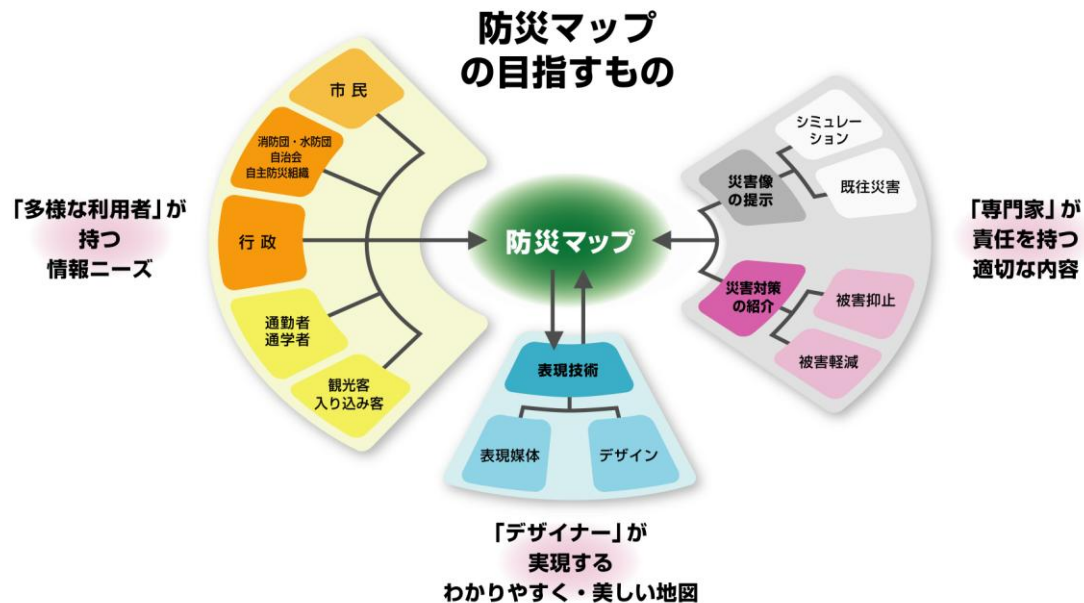 防災マップ
の目指すもの
市民
消防団・水防団
自治会
自主防災組織
行政
通勤者
通学者
観光客
入り込み客
「多様な利用者」が
持つ
情報ニーズ
防災マップ
表現技術
表現媒体
デザイン
「デザイナー」が
実現する
わかりやすく・美しい地図
シミュレー
ション
既往災害
災害像
の提示
災害対策
の紹介
被害抑止
被害軽減
「専門家」が
責任を持つ
適切な内容